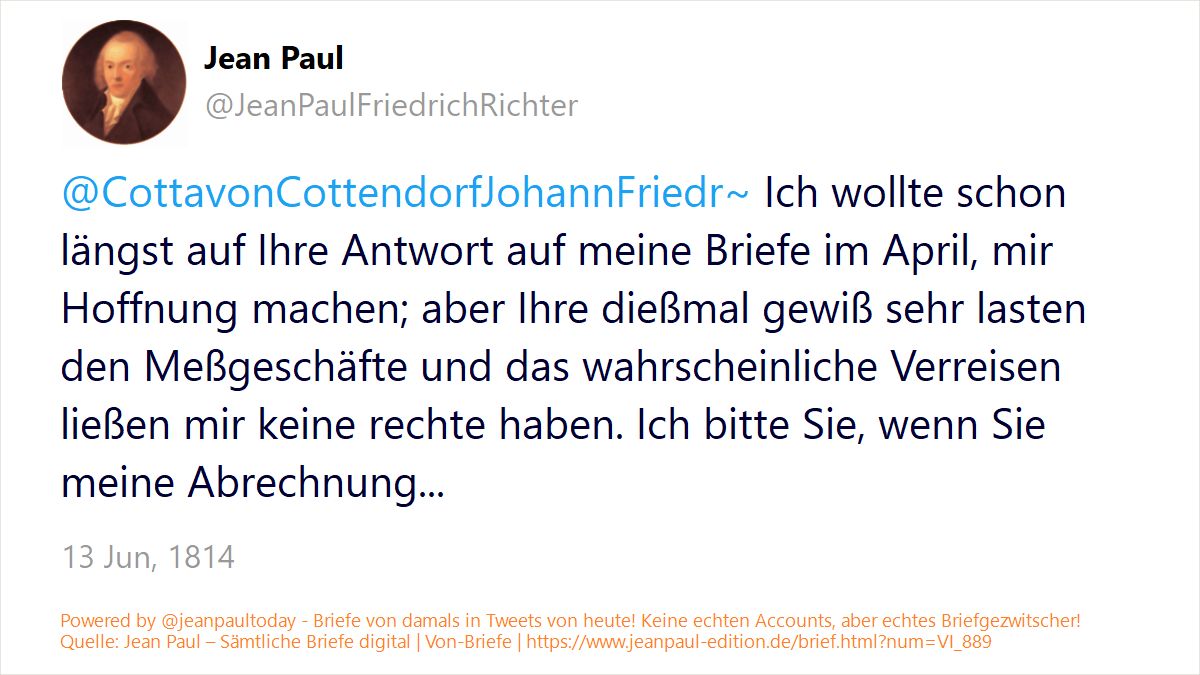 Jean Paul
@JeanPaulFriedrichRichter
@CottavonCottendorfJohannFriedr~ Ich wollte schon
längst auf Ihre Antwort auf meine Briefe im April, mir
Hoffnung machen; aber Ihre dießmal gewiß sehr lasten
den Meßgeschäfte und das wahrscheinliche Verreisen
ließen mir keine rechte haben. Ich bitte Sie, wenn Sie
meine Abrechnung...
13 Jun, 1814
Powered by @jeanpaultoday - Briefe von damals in Tweets von heute! Keine echten Accounts, aber echtes Briefgezwitscher!
Quelle: Jean Paul – Sämtliche Briefe digital | Von-Briefe | https://www.jeanpaul-edition.de/brief.html?num=VI_889